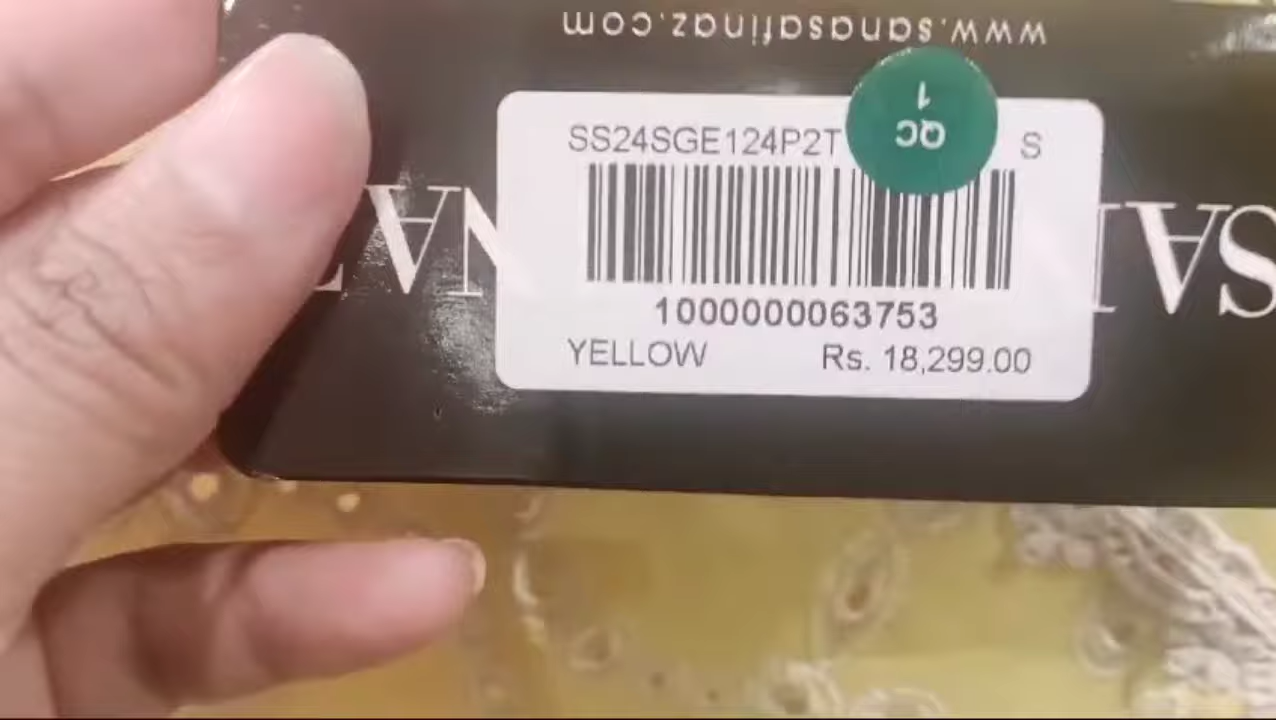 www.sanasafinaz.com
SS24SGE124P2T S
QC
1
1000000063753
YELLOW Rs. 18,299.00